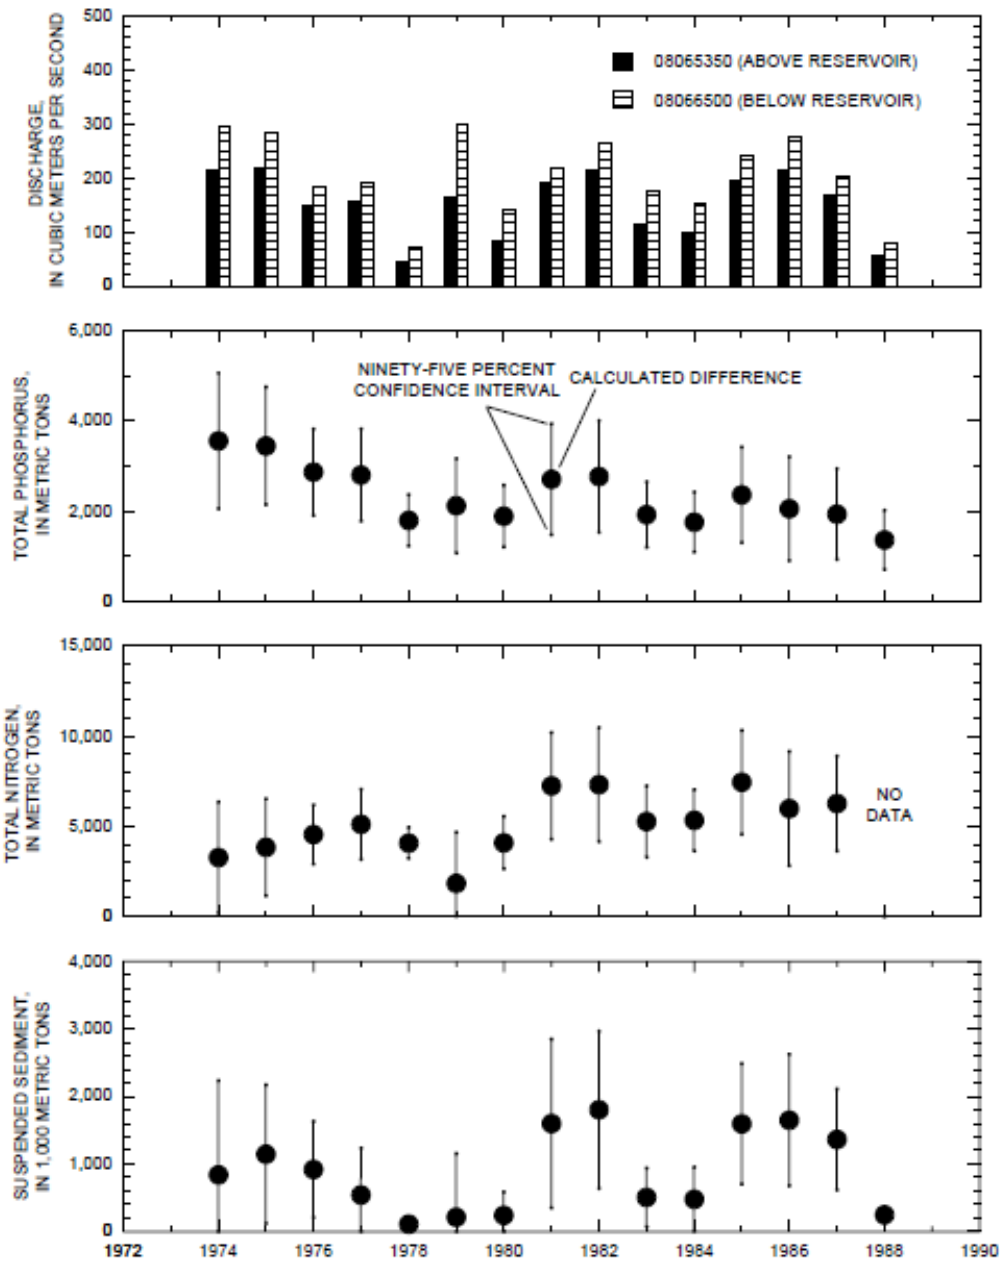 DISCHARGE,
IN CUBIC METERS PER SECOND
500
400
300
200
100
0
08065350 (ABOVE RESERVOIR)
08066500 (BELOW RESERVOIR)
TOTAL PHOSPHORUS,
IN METRIC TONS
6,000
4,000
2,000
0
NINETY-FIVE PERCENT
CONFIDENCE INTERVAL
CALCULATED DIFFERENCE
TOTAL NITROGEN,
IN METRIC TONS
15,000
10,000
5,000
0
NO
DATA
SUSPENDED SEDIMENT,
IN 1,000 METRIC TONS
4,000
3,000
2,000
1,000
0
1972 1974 1976 1978 1980 1982 1984 1986 1988 1990